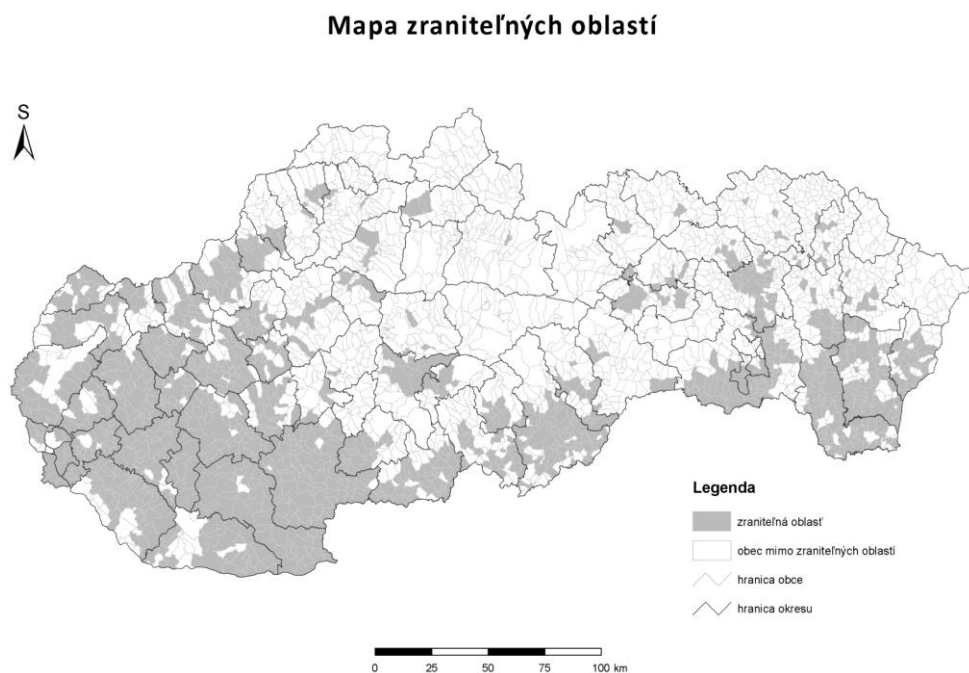 Mapa zraniteľných oblastí
S
Legenda
zraniteľná oblasť
obec mimo zraniteľných oblastí
hranica obce
hranica okresu
0 25 50 75 100 km